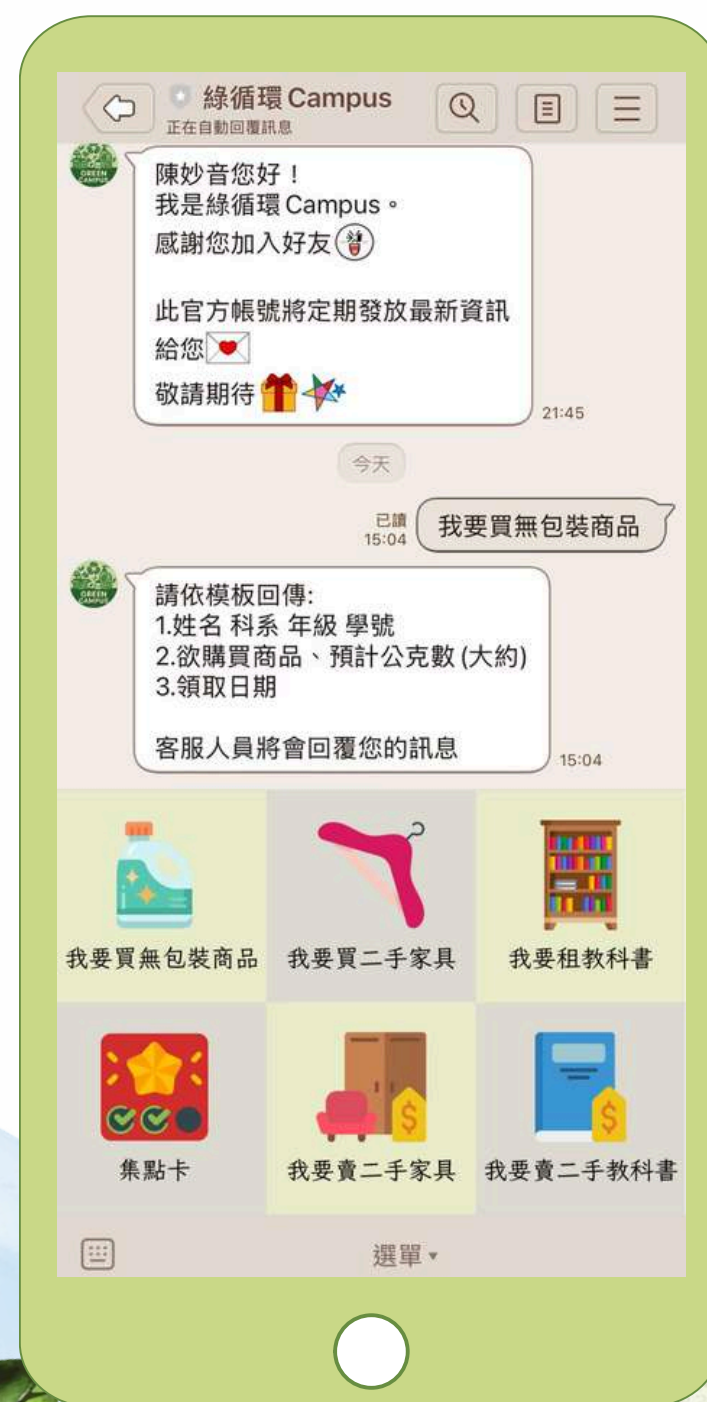 綠循環 Campus
正在自動回覆訊息
GREEN
CAMPUS
陳妙音您好！
我是綠循環 Campus。
感謝您加入好友
此官方帳號將定期發放最新資訊
給您
敬請期待
21:45
今天
已讀
15:04
我要買無包裝商品
GREEN
CAMPUS
請依模板回傳:
1.姓名 科系 年級 學號
2.欲購買商品、預計公克數 (大約)
3.領取日期
客服人員將會回覆您的訊息
15:04
我要買無包裝商品
我要買二手家具
我要租教科書
集點卡
我要賣二手家具
我要賣二手教科書
選單